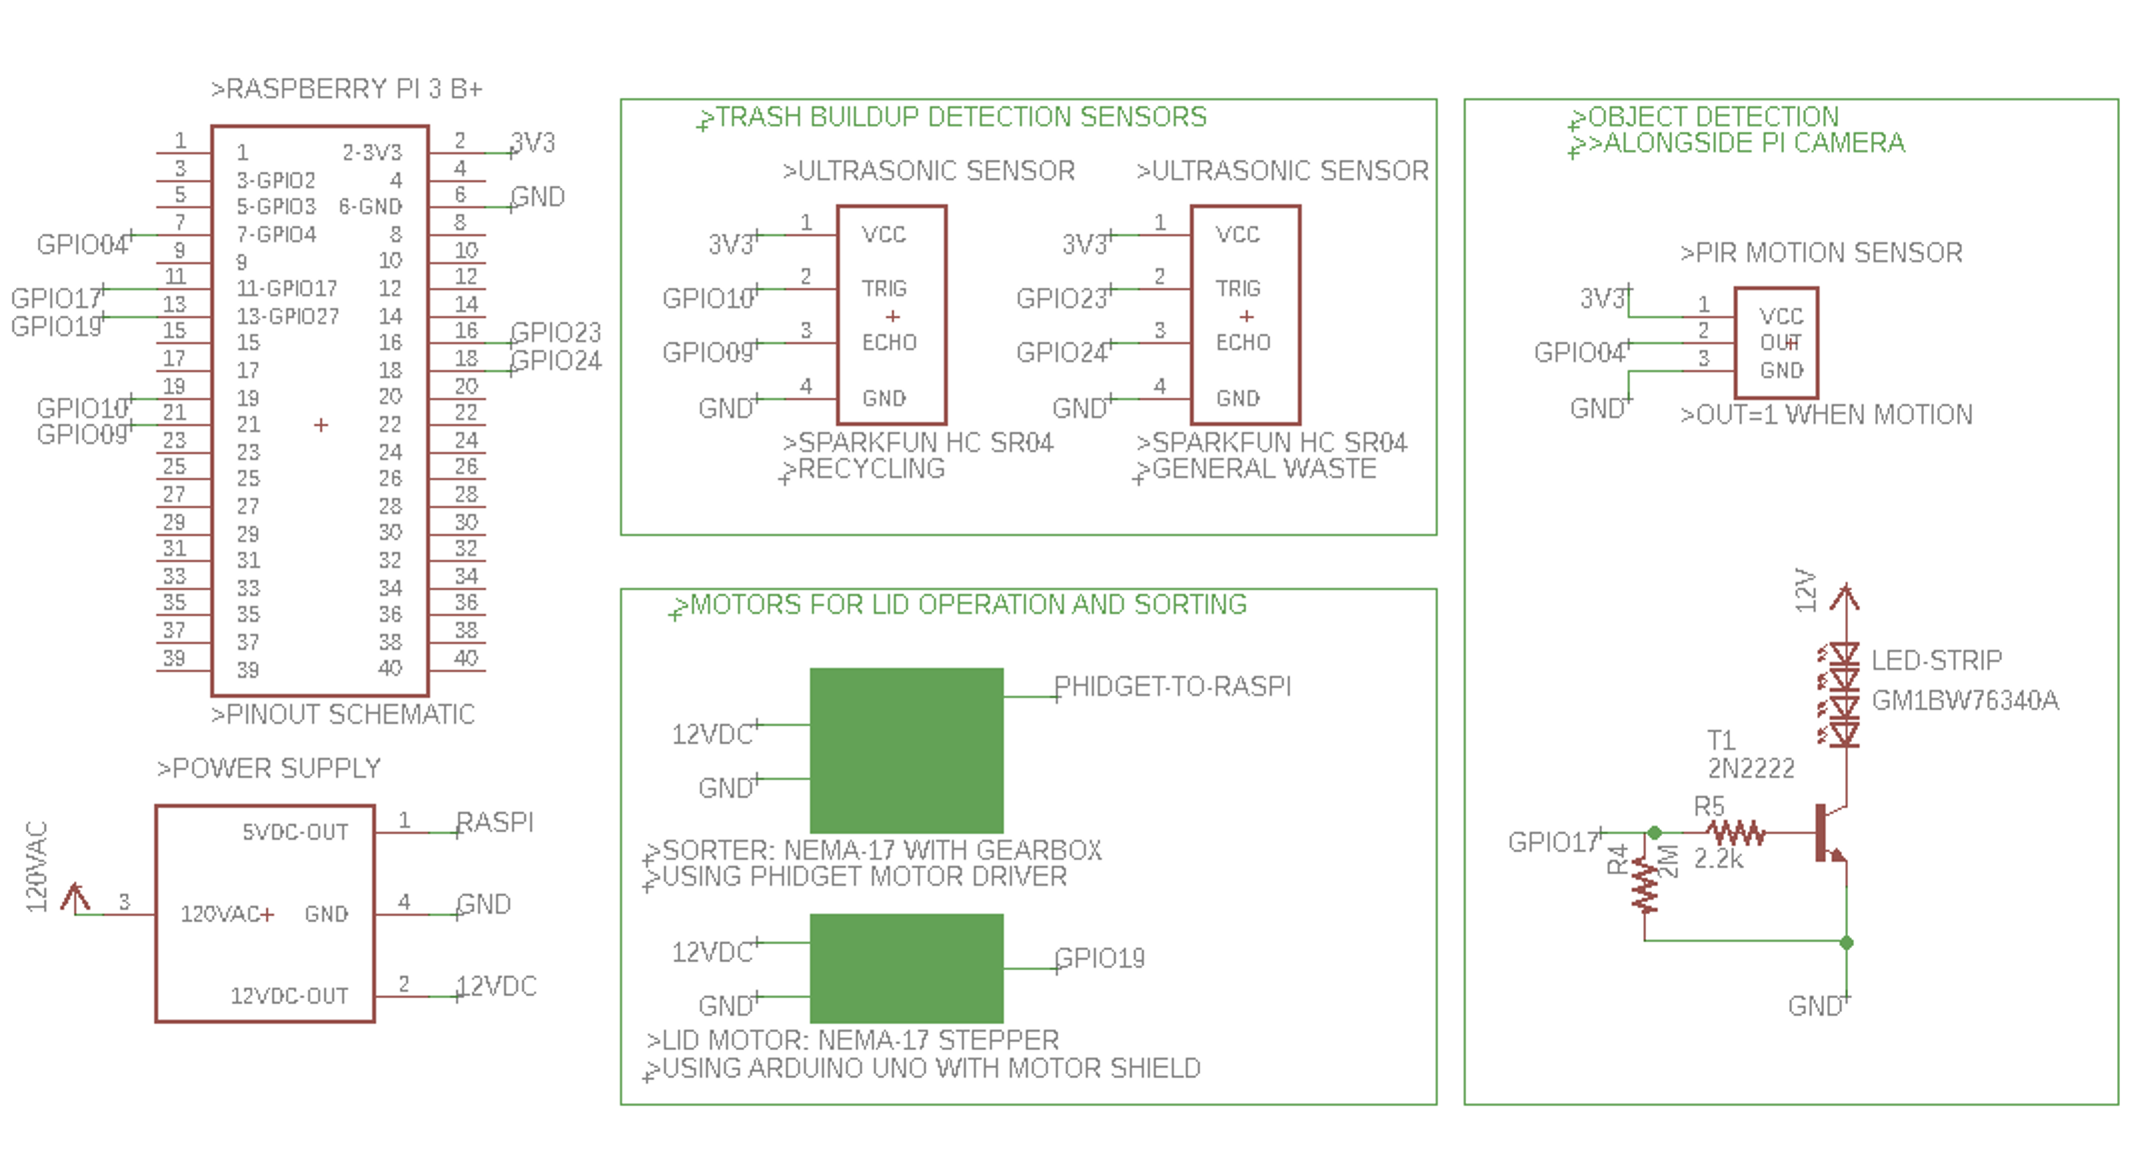 >RASPBERRY PI 3 B+
1 1 2-3V3 2 3V3
3 3-GPIO2 4 4
5 5-GPIO3 6-GND 6 GND
GPIO04 7 7-GPIO4 8 8
9 9 10 10
GPIO17 11 11-GPIO17 12 12
GPIO19 13 13-GPIO27 14 14
15 15 16 16 GPIO23
17 17 18 18 GPIO24
GPIO10 19 19 20 20
GPIO09 21 21 22 22
23 23 24 24
25 25 26 26
27 27 28 28
29 29 30 30
31 31 32 32
33 33 34 34
35 35 36 36
37 37 38 38
39 39 40 40
>PINOUT SCHEMATIC
>POWER SUPPLY
120VAC
5VDC-OUT 1 RASPI
3 120VAC GND 4 GND
12VDC-OUT 2 12VDC
>TRASH BUILDUP DETECTION SENSORS
>ULTRASONIC SENSOR
3V3 1 VCC
GPIO10 2 TRIG
GPIO09 3 ECHO
GND 4 GND
>SPARKFUN HC SR04
>RECYCLING
>ULTRASONIC SENSOR
3V3 1 VCC
GPIO23 2 TRIG
GPIO24 3 ECHO
GND 4 GND
>SPARKFUN HC SR04
>GENERAL WASTE
>MOTORS FOR LID OPERATION AND SORTING
PHIDGET-TO-RASPI
12VDC
GND
>SORTER: NEMA-17 WITH GEARBOX
>USING PHIDGET MOTOR DRIVER
12VDC
GPIO19
GND
>LID MOTOR: NEMA-17 STEPPER
>USING ARDUINO UNO WITH MOTOR SHIELD
>OBJECT DETECTION
>>ALONGSIDE PI CAMERA
>PIR MOTION SENSOR
3V3 1 VCC
GPIO04 2 OUT
GND 3 GND
>OUT=1 WHEN MOTION
12V
LED-STRIP
GM1BW76340A
T1
2N2222
R5
2.2k
GPIO17
R4
2M
GND